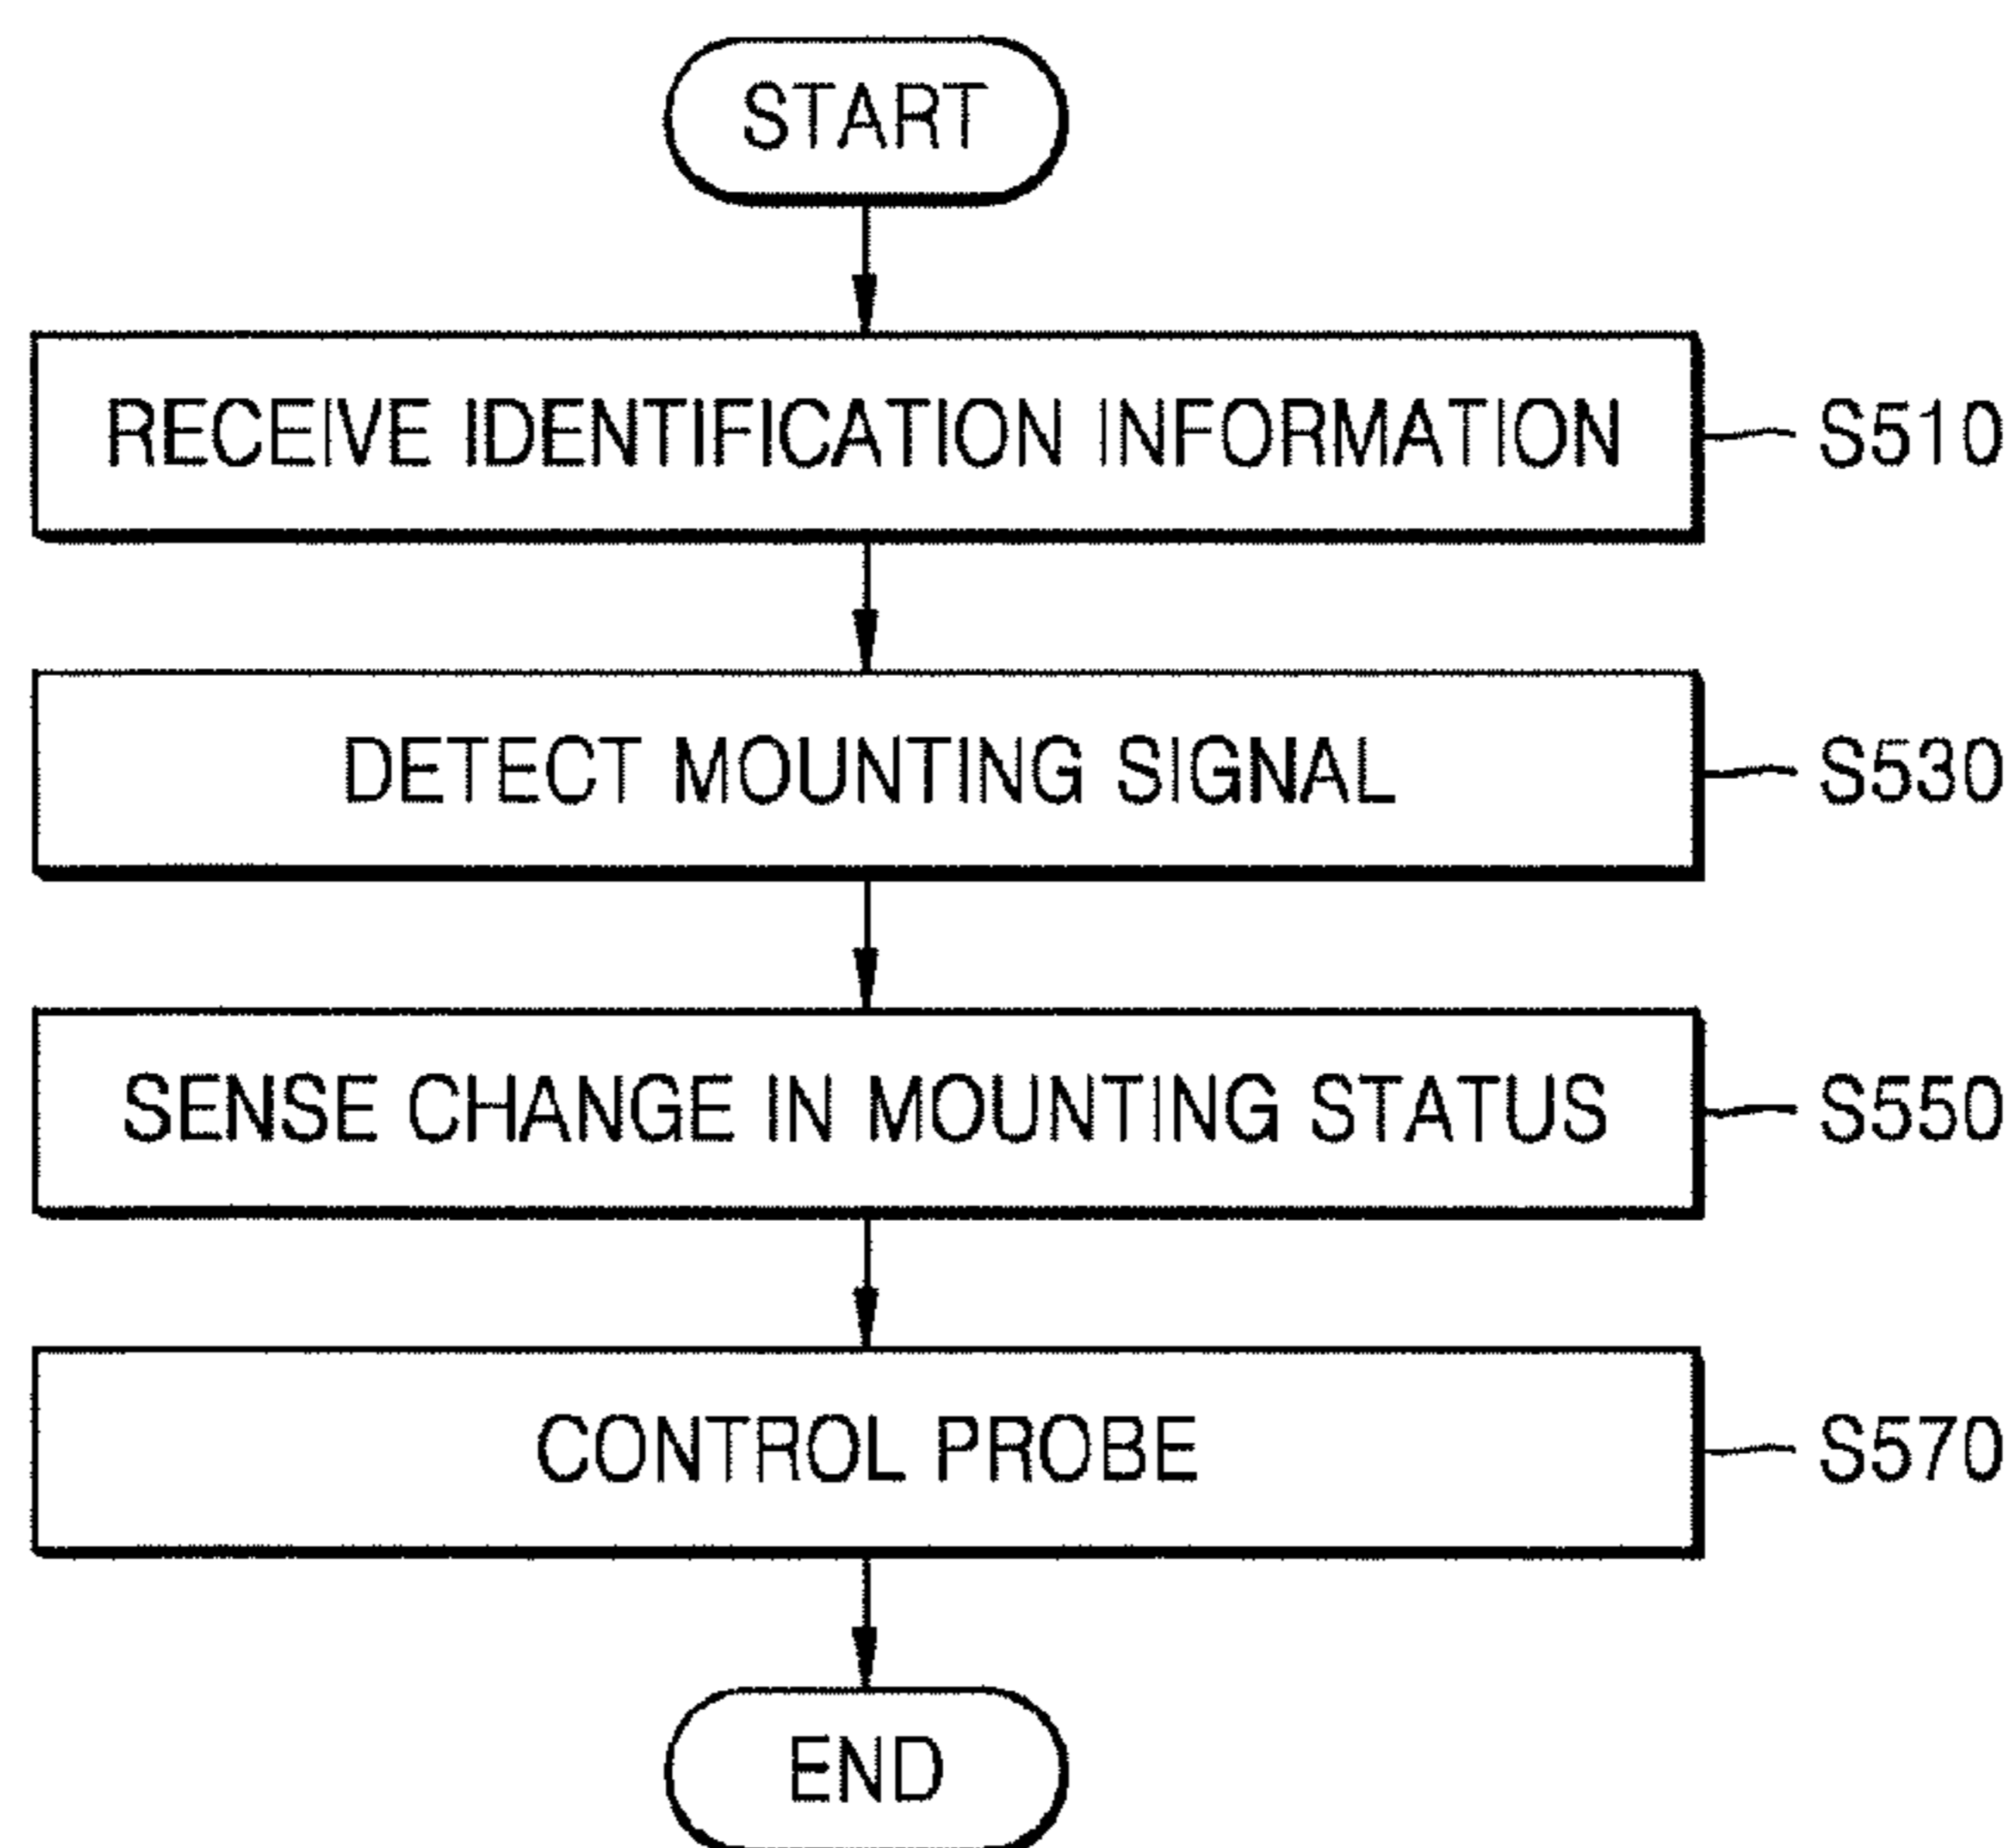 START
RECEIVE IDENTIFICATION INFORMATION S510
DETECT MOUNTING SIGNAL S530
SENSE CHANGE IN MOUNTING STATUS S550
CONTROL PROBE S570
END